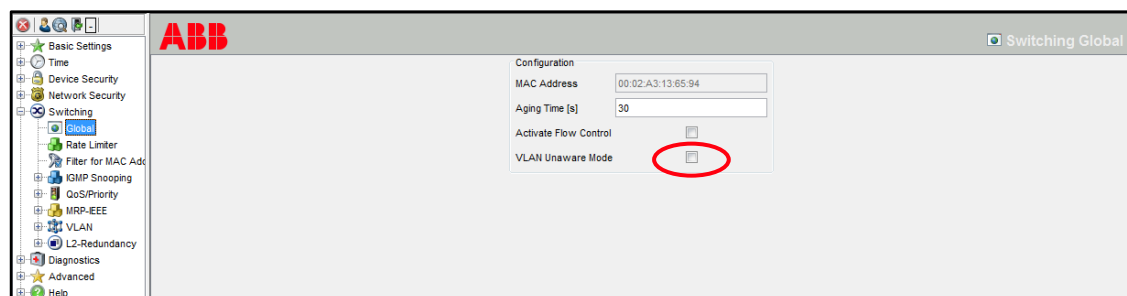 Basic Settings
Time
Device Security
Network Security
Switching
Global
Rate Limiter
Filter for MAC Add
IGMP Snooping
QoS/Priority
MRP-IEEE
VLAN
L2-Redundancy
Diagnostics
Advanced
Help
ABB
Switching Global
Configuration
MAC Address 00:02:A3:13:65:94
Aging Time [s] 30
Activate Flow Control
VLAN Unaware Mode